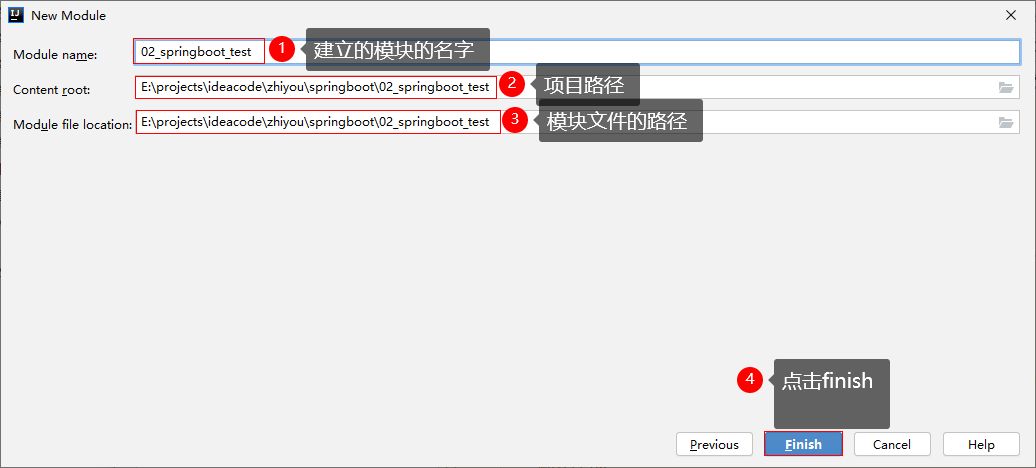 New Module
Module name: 02_springboot_test 1 建立的模块的名字
Content root: E:\projects\ideacode\zhiyou\springboot\02_springboot_test 2 项目路径
Module file location: E:\projects\ideacode\zhiyou\springboot\02_springboot_test 3 模块文件的路径
4 点击finish
Previous Finish Cancel Help